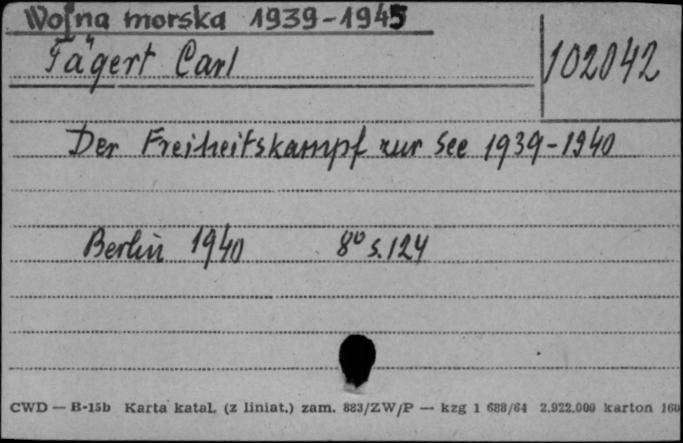 Wojna morska 1939-1945
Fägert Carl
102042
Der Freiheitskampf zur See 1939-1940
Berlin 1940 8° s.124
CWD — B-15b Karta katal. (z liniat.) zam. 883/ZW/P — kzg 1 688/64 2.922.000 karton 160